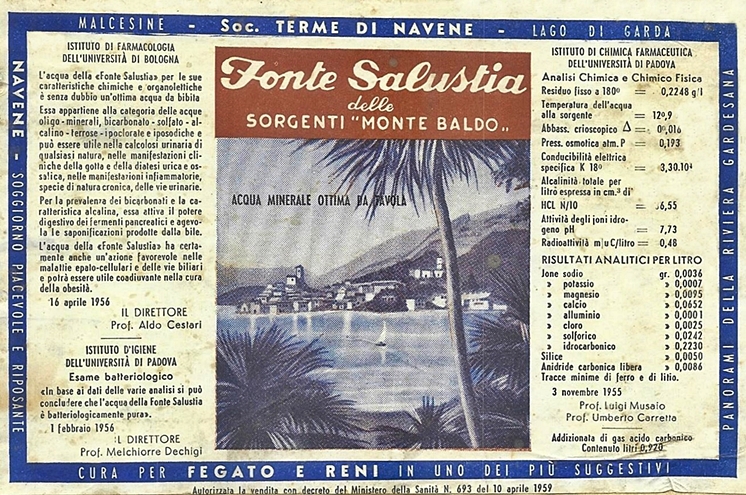 MALCESINE - Soc. TERME DI NAVENE - LAGO DI GARDA
NAVENE - SOGGIORNO PIACEVOLE E RIPOSANTE
ISTITUTO DI FARMACOLOGIA
DELL'UNIVERSITÀ DI BOLOGNA
L'acqua della «Fonte Salustia» per le sue
caratteristiche chimiche e organolettiche
è senza dubbio un'ottima acqua da bibita
Essa appartiene alla categoria delle acque
oligo-minerali, bicarbonato - solfato - al-
calino - terrose - ipoclorate e iposodiche e
può essere utile nella calcolosi urinaria di
qualsiasi natura, nelle manifestazioni cli-
niche della gotta e della diatesi urica e os-
salica, nelle manifestazioni infiammatorie,
specie di natura cronica, delle vie urinarie.
Per la prevalenza dei bicarbonati e la ca-
ratteristica alcalina, essa attiva il potere
digestivo dei fermenti pancreatici e agevo-
la le saponificazioni prodotte dalla bile.
L'acqua della «Fonte Salustia» ha certa-
mente anche un'azione favorevole nelle
malattie epato-cellulari e delle vie biliari
e potrà essere utile coadiuvante nella cura
della obesità.
16 aprile 1956
IL DIRETTORE
Prof. Aldo Cestari
ISTITUTO D'IGIENE
DELL'UNIVERSITÀ DI PADOVA
Esame batteriologico
«In base ai dati delle varie analisi si può
concludere che l'acqua della Fonte Salustia
è batteriologicamente pura».
1 febbraio 1956
IL DIRETTORE
Prof. Melchiorre Dechigi
Fonte Salustia
delle
SORGENTI "MONTE BALDO"
ACQUA MINERALE OTTIMA DA TAVOLA
ISTITUTO DI CHIMICA FARMACEUTICA
DELL'UNIVERSITÀ DI PADOVA
Analisi Chimica e Chimico Fisica
Residuo fisso a 180° = 0,2248 g/l
Temperatura dell'acqua
alla sorgente = 12°,9
Abbass. crioscopico Δ = 0°,016
Press. osmotica atm. P = 0,193
Conducibilità elettrica
specifica K 18° = 3,30.10⁴
Alcalinità totale per
litro espressa in cm.³ di
HCL N/10 = 36,55
Attività degli joni idro-
geno pH = 7,73
Radioattività mμC/litro = 0,48
RISULTATI ANALITICI PER LITRO
Jone sodio gr. 0,0036
» potassio » 0,0007
» magnesio » 0,0095
» calcio » 0,0652
» alluminio » 0,0001
» cloro » 0,0025
» solforico » 0,0242
» idrocarbonico » 0,2230
Silice » 0,0050
Anidride carbonica libera » 0,0086
Tracce minime di ferro e di litio.
3 novembre 1955
Prof. Luigi Musaio
Prof. Umberto Carretta
Addizionata di gas acido carbonico
Contenuto litri 0,920
PANORAMI DELLA RIVIERA GARDESANA
CURA PER FEGATO E RENI IN UNO DEI PIÙ SUGGESTIVI
Autorizzata la vendita con decreto del Ministero della Sanità N. 693 del 10 aprile 1959